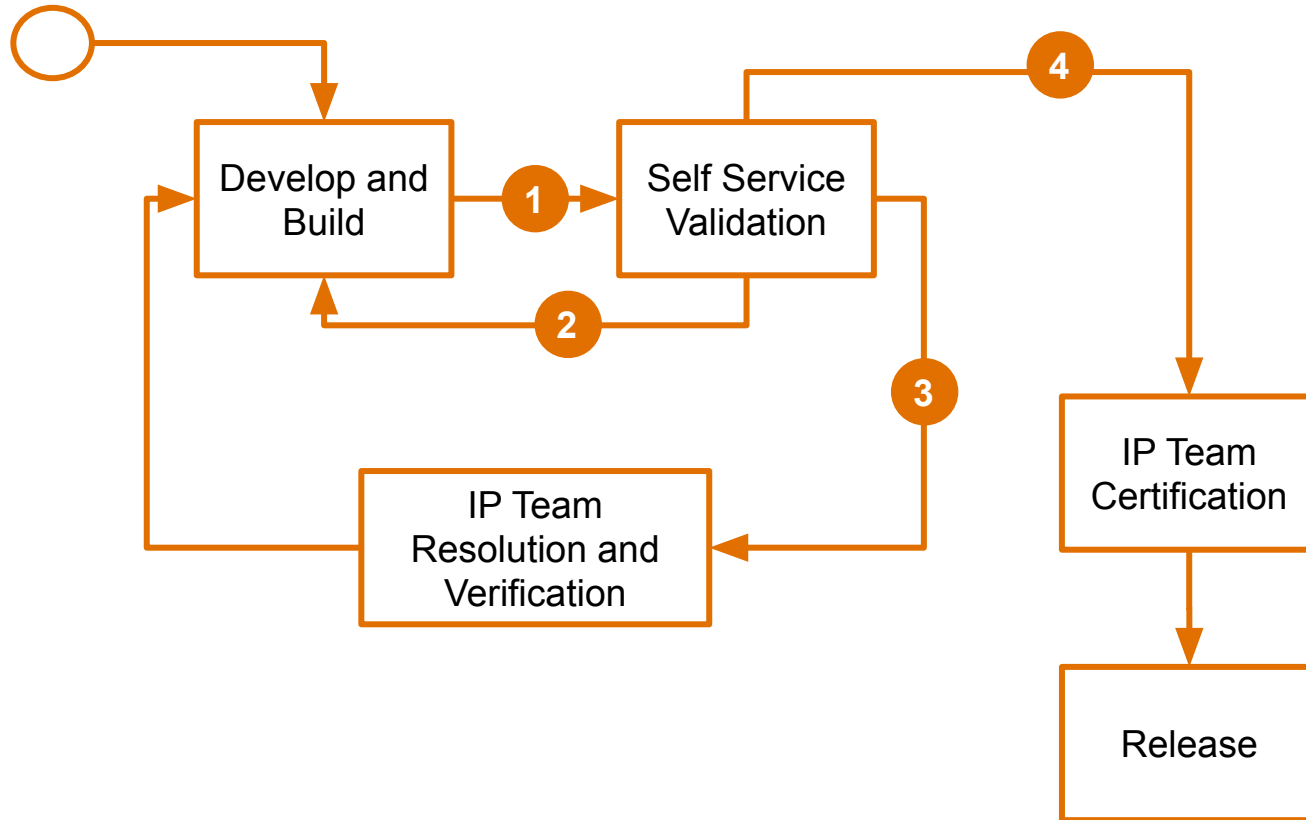 4
Develop and
Build
1
Self Service
Validation
2
3
IP Team
Certification
IP Team
Resolution and
Verification
Release